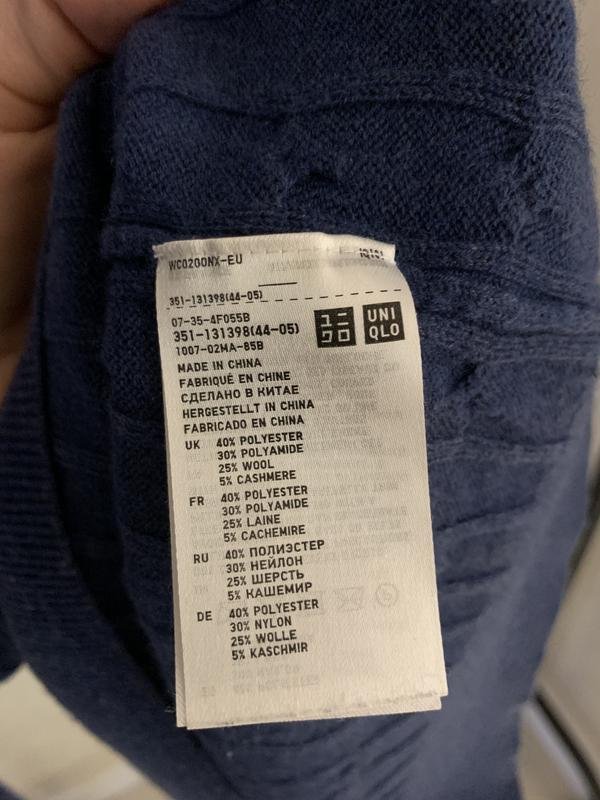 WC0200NX-EU
351-131398(44-05)
07-35-4F055B
351-131398(44-05)
1007-02MA-85B
ユニ
クロ
UNI
QLO
MADE IN CHINA
FABRIQUÉ EN CHINE
СДЕЛАНО В КИТАЕ
HERGESTELLT IN CHINA
FABRICADO EN CHINA
UK 40% POLYESTER
30% POLYAMIDE
25% WOOL
5% CASHMERE
FR 40% POLYESTER
30% POLYAMIDE
25% LAINE
5% CACHEMIRE
RU 40% ПОЛИЭСТЕР
30% НЕЙЛОН
25% ШЕРСТЬ
5% КАШЕМИР
DE 40% POLYESTER
30% NYLON
25% WOLLE
5% KASCHMIR